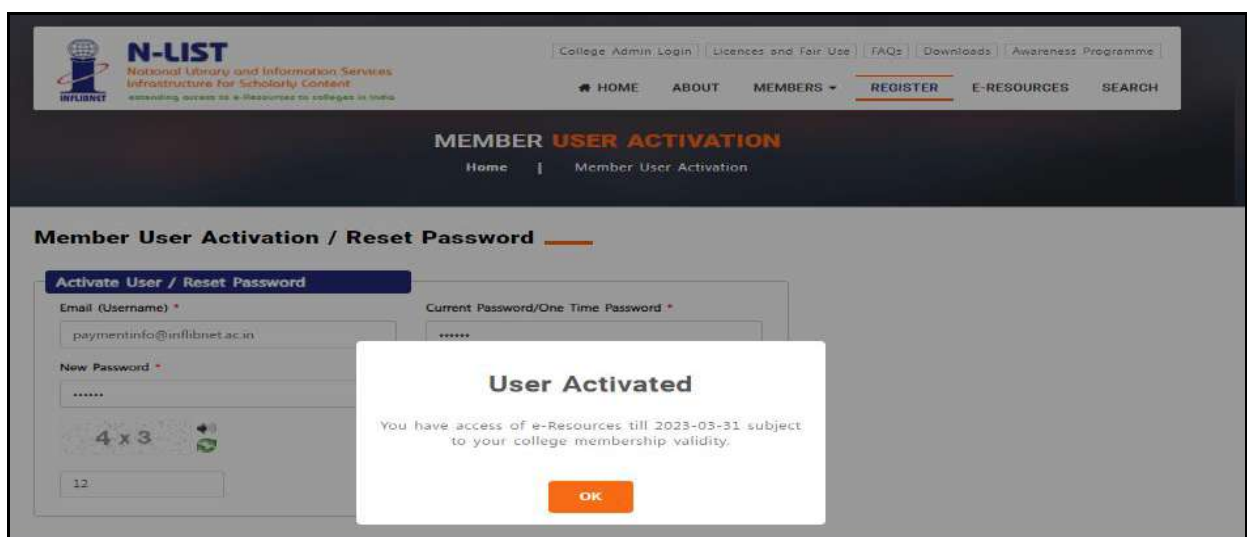 N-LIST
National Library and Information Services
Infrastructure for Scholarly Content
extending access to e-Resources to colleges in India
INFLIBNET
College Admin Login Licences and Fair Use FAQs Downloads Awareness Programme
HOME ABOUT MEMBERS REGISTER E-RESOURCES SEARCH
MEMBER USER ACTIVATION
Home | Member User Activation
Member User Activation / Reset Password
Activate User / Reset Password
Email (Username) * Current Password/One Time Password *
paymentinfo@inflibnet.ac.in ••••••
New Password *
••••••
4 x 3
12
User Activated
You have access of e-Resources till 2023-03-31 subject
to your college membership validity.
OK